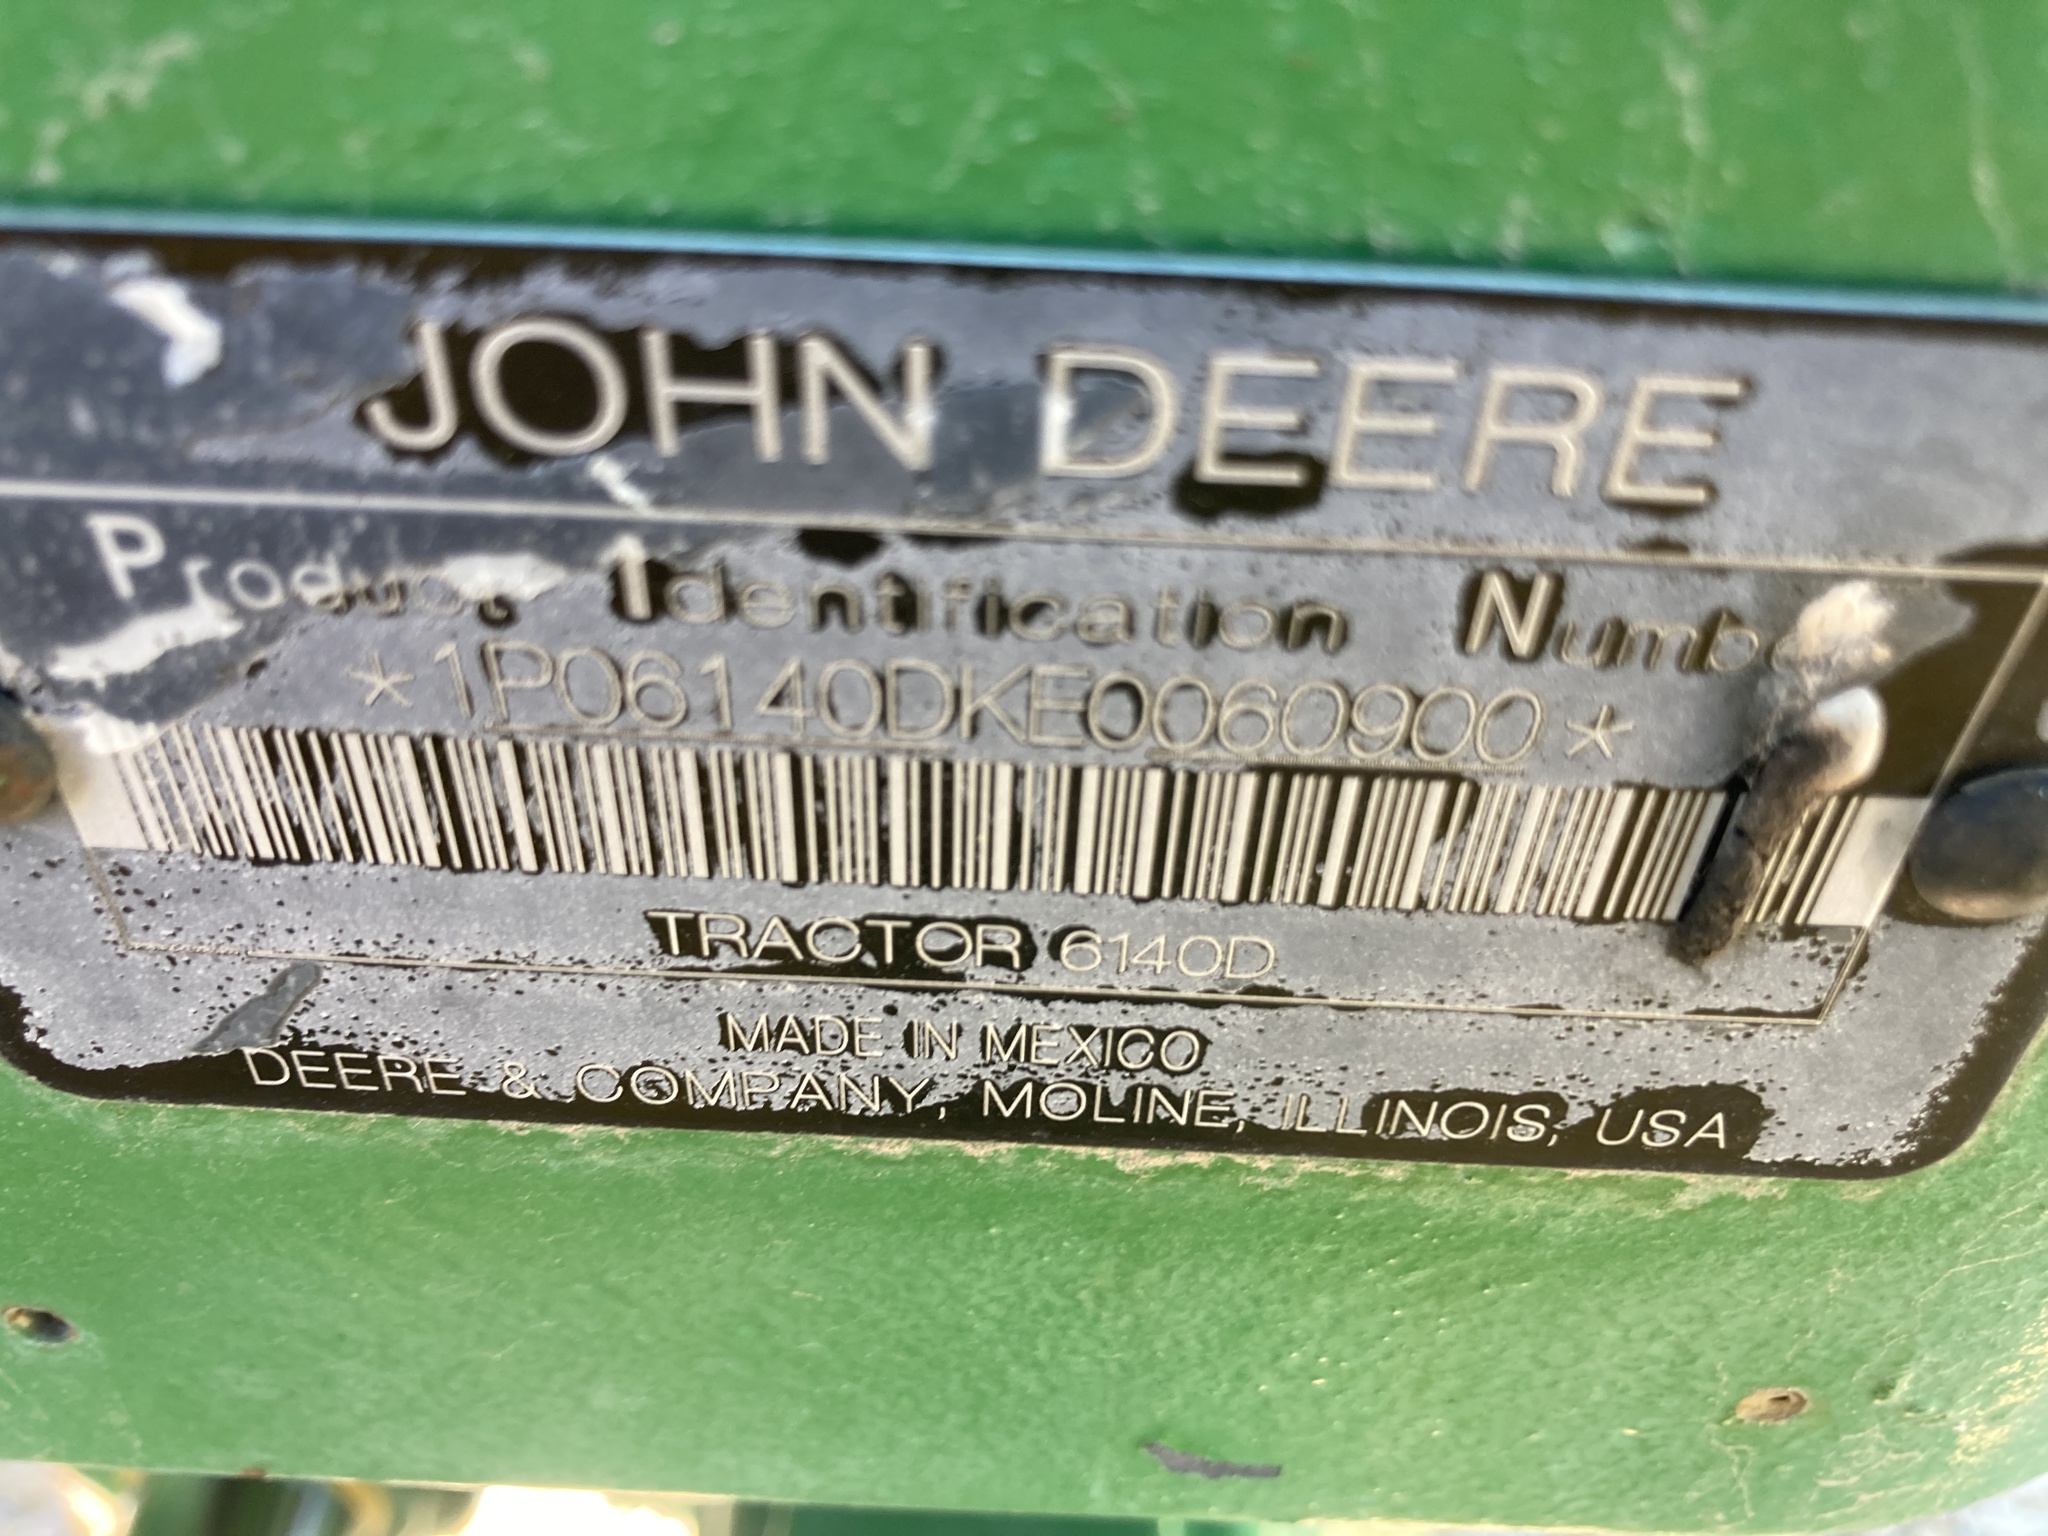 JOHN DEERE
Product Identification Number
*1P06140DKE0060900*
TRACTOR 6140D
MADE IN MEXICO
DEERE & COMPANY, MOLINE, ILLINOIS, USA